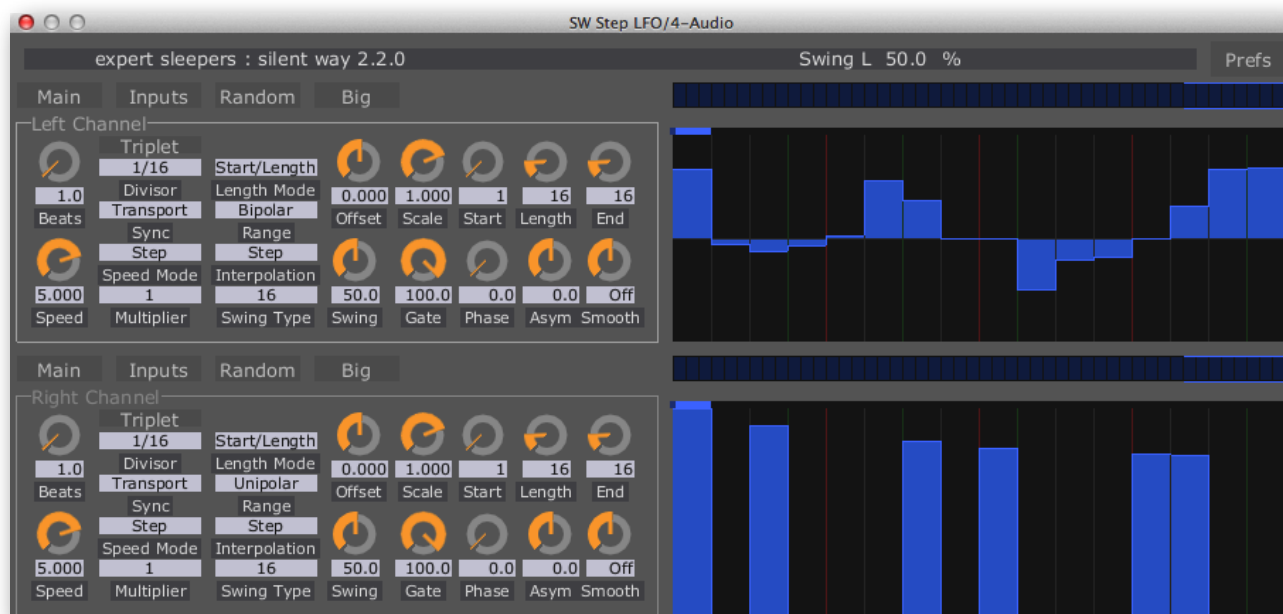 SW Step LFO/4-Audio
expert sleepers : silent way 2.2.0 Swing L 50.0 % Prefs
Main Inputs Random Big
Left Channel
Triplet
1/16 Start/Length
1.0 Divisor Length Mode 0.000 1.000 1 16 16
Beats Transport Bipolar Offset Scale Start Length End
Sync Range
Step Step
Speed Mode Interpolation
5.000 1 16 50.0 100.0 0.0 0.0 Off
Speed Multiplier Swing Type Swing Gate Phase Asym Smooth
Main Inputs Random Big
Right Channel
Triplet
1/16 Start/Length
1.0 Divisor Length Mode 0.000 1.000 1 16 16
Beats Transport Unipolar Offset Scale Start Length End
Sync Range
Step Step
Speed Mode Interpolation
5.000 1 16 50.0 100.0 0.0 0.0 Off
Speed Multiplier Swing Type Swing Gate Phase Asym Smooth